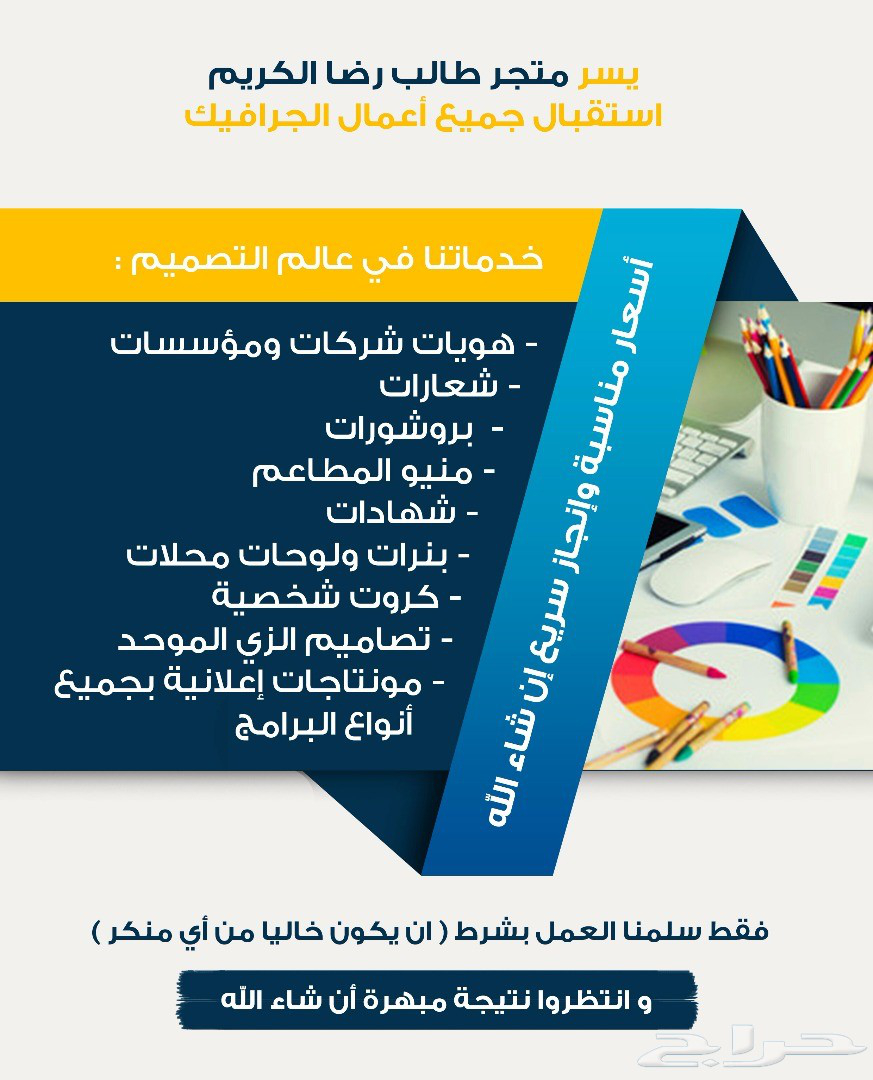 يسر متجر طالب رضا الكريم
استقبال جميع أعمال الجرافيك
خدماتنا في عالم التصميم :
- هويات شركات ومؤسسات
- شعارات
- بروشورات
- منيو المطاعم
- شهادات
- بنرات ولوحات محلات
- كروت شخصية
- تصاميم الزي الموحد
- مونتاجات إعلانية بجميع
أنواع البرامج
أسعار مناسبة وإنجاز سريع إن شاء الله
فقط سلمنا العمل بشرط ( ان يكون خاليا من أي منكر )
و انتظروا نتيجة مبهرة أن شاء الله
حراج